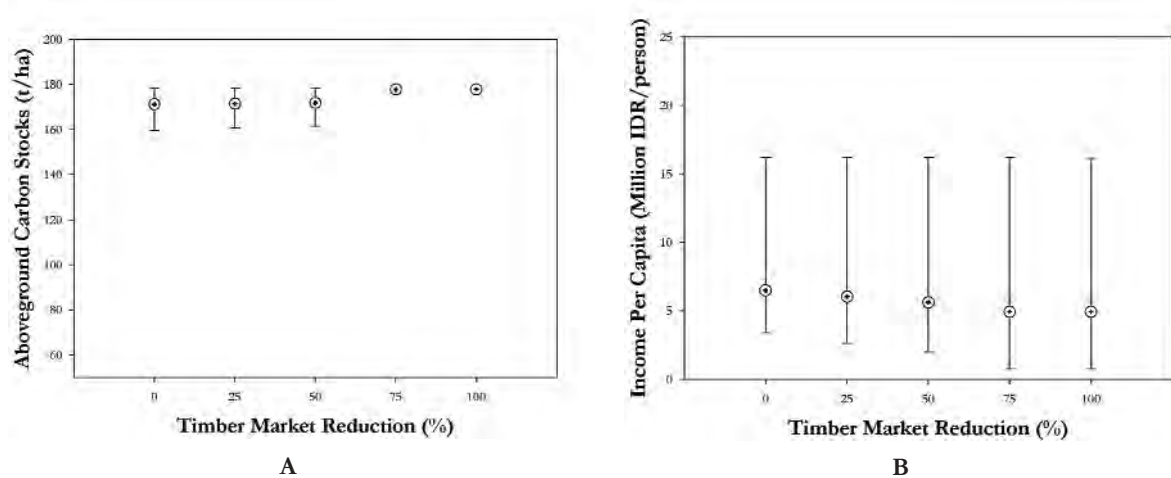 Aboveground Carbon Stocks (t/ha)
200
180
160
140
120
100
80
60
0 25 50 75 100
Timber Market Reduction (%)
A
Income Per Capita (Million IDR/person)
25
20
15
10
5
0
0 25 50 75 100
Timber Market Reduction (%)
B